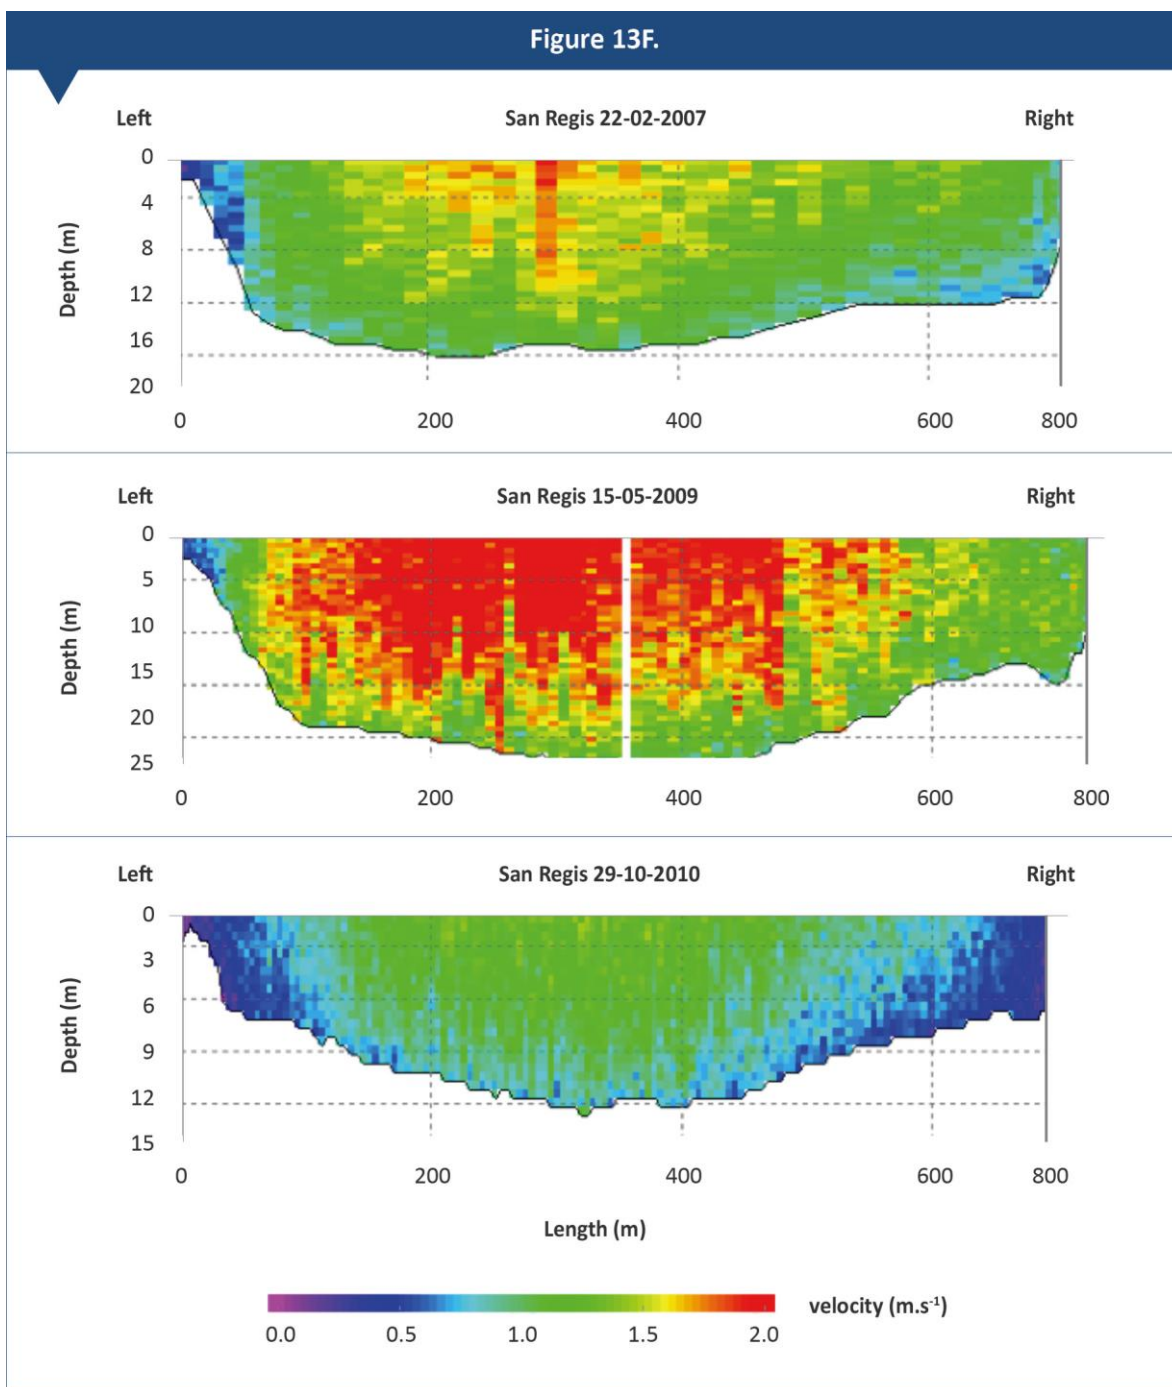 Figure 13F.
Left San Regis 22-02-2007 Right
0
4
8
12
16
20
Depth (m)
0 200 400 600 800
Left San Regis 15-05-2009 Right
0
5
10
15
20
25
Depth (m)
0 200 400 600 800
Left San Regis 29-10-2010 Right
0
3
6
9
12
15
Depth (m)
0 200 400 600 800
Length (m)
velocity (m.s⁻¹)
0.0 0.5 1.0 1.5 2.0